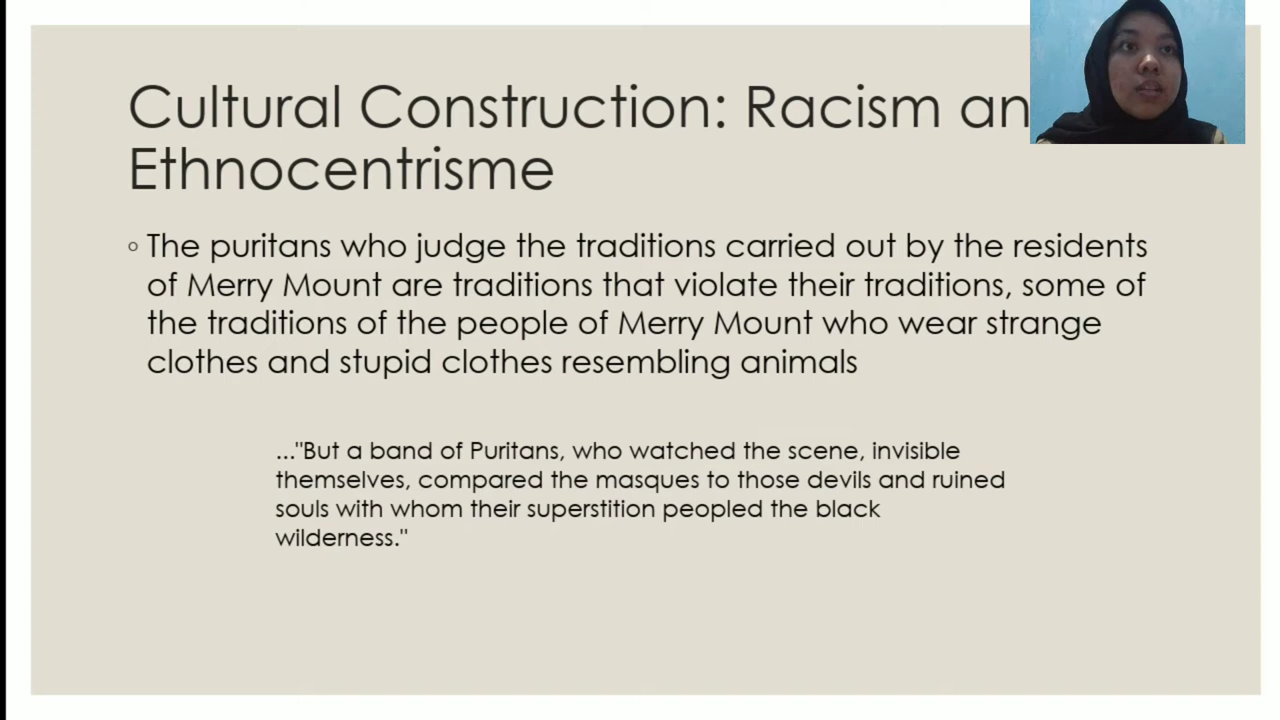 Cultural Construction: Racism an
Ethnocentrisme
◦ The puritans who judge the traditions carried out by the residents
of Merry Mount are traditions that violate their traditions, some of
the traditions of the people of Merry Mount who wear strange
clothes and stupid clothes resembling animals
..."But a band of Puritans, who watched the scene, invisible
themselves, compared the masques to those devils and ruined
souls with whom their superstition peopled the black
wilderness."